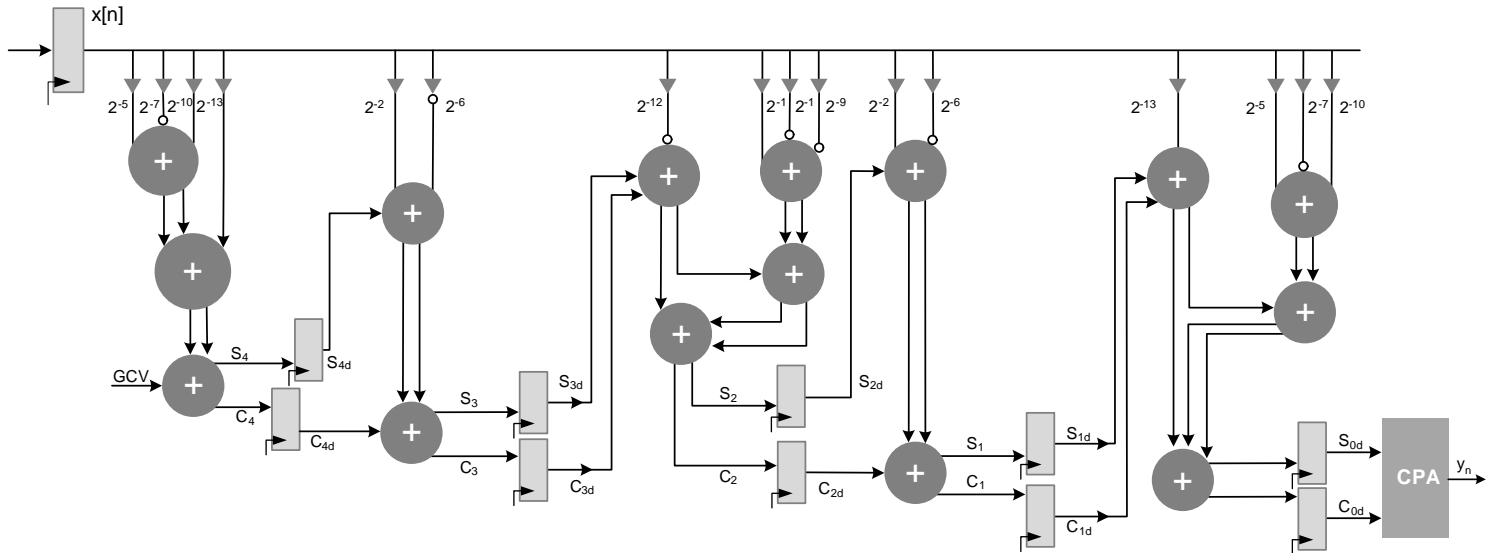 x[n]
2⁻⁵ 2⁻⁷ 2⁻¹⁰ 2⁻¹³ 2⁻² 2⁻⁶ 2⁻¹² 2⁻¹ 2⁻¹ 2⁻⁹ 2⁻² 2⁻⁶ 2⁻¹³ 2⁻⁵ 2⁻⁷ 2⁻¹⁰
+ + + + + +
+ + +
+
GCV + S₄ S₄d
C₄ C₄d +
S₃ S₃d
C₃ C₃d
S₂ S₂d
C₂ C₂d +
S₁ S₁d
C₁ C₁d
+
S₀d
C₀d
CPA
yₙ